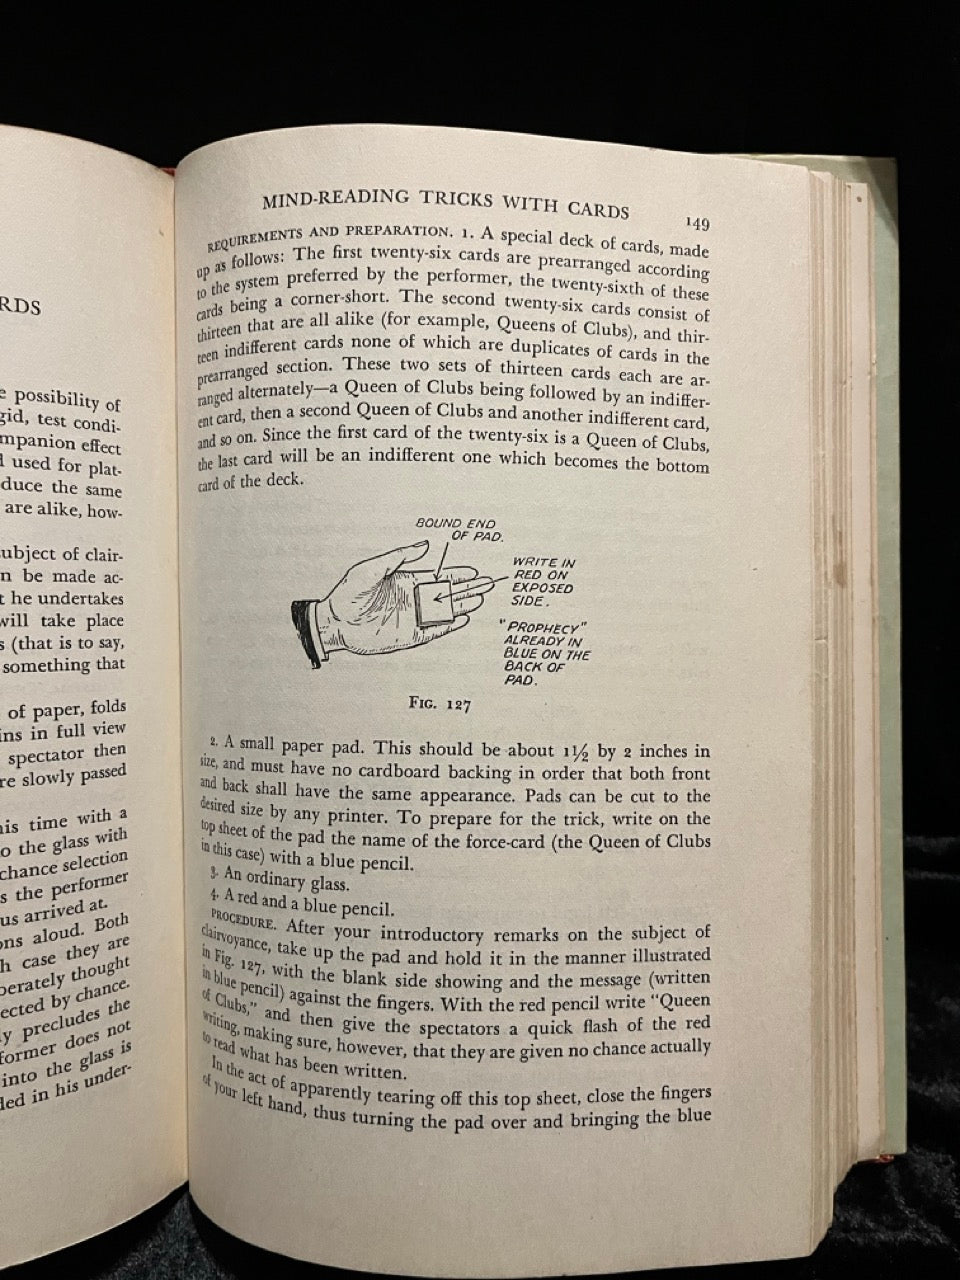 RDS
e possibility of
gid, test condi-
mpanion effect
d used for plat-
duce the same
are alike, how-
ubject of clair-
n be made ac-
t he undertakes
will take place
s (that is to say,
something that
of paper, folds
ins in full view
spectator then
re slowly passed
his time with a
o the glass with
chance selection
s the performer
us arrived at.
ons aloud. Both
h case they are
perately thought
ected by chance.
ly precludes the
former does not
into the glass is
led in his under-
MIND-READING TRICKS WITH CARDS 149
REQUIREMENTS AND PREPARATION. 1. A special deck of cards, made
up as follows: The first twenty-six cards are prearranged according
to the system preferred by the performer, the twenty-sixth of these
cards being a corner-short. The second twenty-six cards consist of
thirteen that are all alike (for example, Queens of Clubs), and thir-
teen indifferent cards none of which are duplicates of cards in the
prearranged section. These two sets of thirteen cards each are ar-
ranged alternately—a Queen of Clubs being followed by an indiffer-
ent card, then a second Queen of Clubs and another indifferent card,
and so on. Since the first card of the twenty-six is a Queen of Clubs,
the last card will be an indifferent one which becomes the bottom
card of the deck.
BOUND END
OF PAD.
WRITE IN
RED ON
EXPOSED
SIDE.
"PROPHECY"
ALREADY IN
BLUE ON THE
BACK OF
PAD.
FIG. 127
2. A small paper pad. This should be about 1½ by 2 inches in
size, and must have no cardboard backing in order that both front
and back shall have the same appearance. Pads can be cut to the
desired size by any printer. To prepare for the trick, write on the
top sheet of the pad the name of the force-card (the Queen of Clubs
in this case) with a blue pencil.
3. An ordinary glass.
4. A red and a blue pencil.
PROCEDURE. After your introductory remarks on the subject of
clairvoyance, take up the pad and hold it in the manner illustrated
in Fig. 127, with the blank side showing and the message (written
in blue pencil) against the fingers. With the red pencil write "Queen
of Clubs," and then give the spectators a quick flash of the red
writing, making sure, however, that they are given no chance actually
to read what has been written.
In the act of apparently tearing off this top sheet, close the fingers
of your left hand, thus turning the pad over and bringing the blue